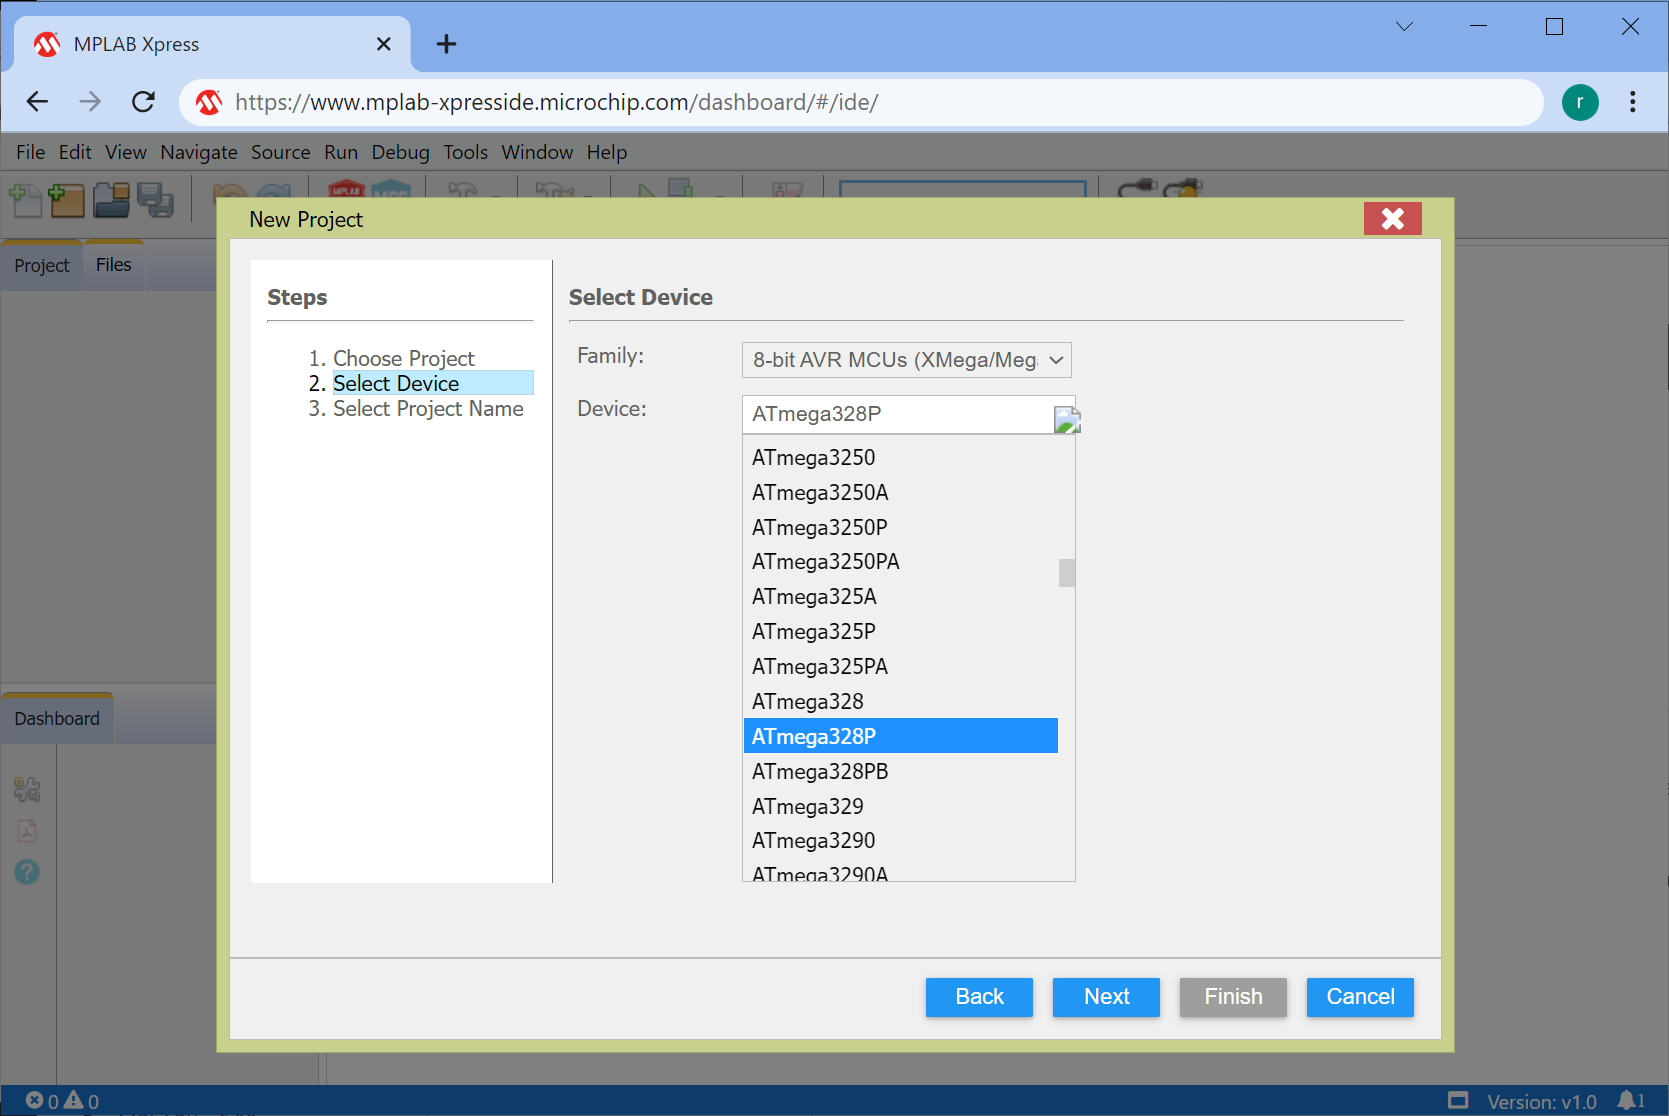 MPLAB Xpress
https://www.mplab-xpresside.microchip.com/dashboard/#/ide/
r
File Edit View Navigate Source Run Debug Tools Window Help
MPLAB
New Project
Project Files
Steps
1. Choose Project
2. Select Device
3. Select Project Name
Select Device
Family: 8-bit AVR MCUs (XMega/Meg
Device: ATmega328P
ATmega3250
ATmega3250A
ATmega3250P
ATmega3250PA
ATmega325A
ATmega325P
ATmega325PA
ATmega328
ATmega328P
ATmega328PB
ATmega329
ATmega3290
ATmega3290A
Dashboard
?
Back Next Finish Cancel
0 0
Version: v1.0 1